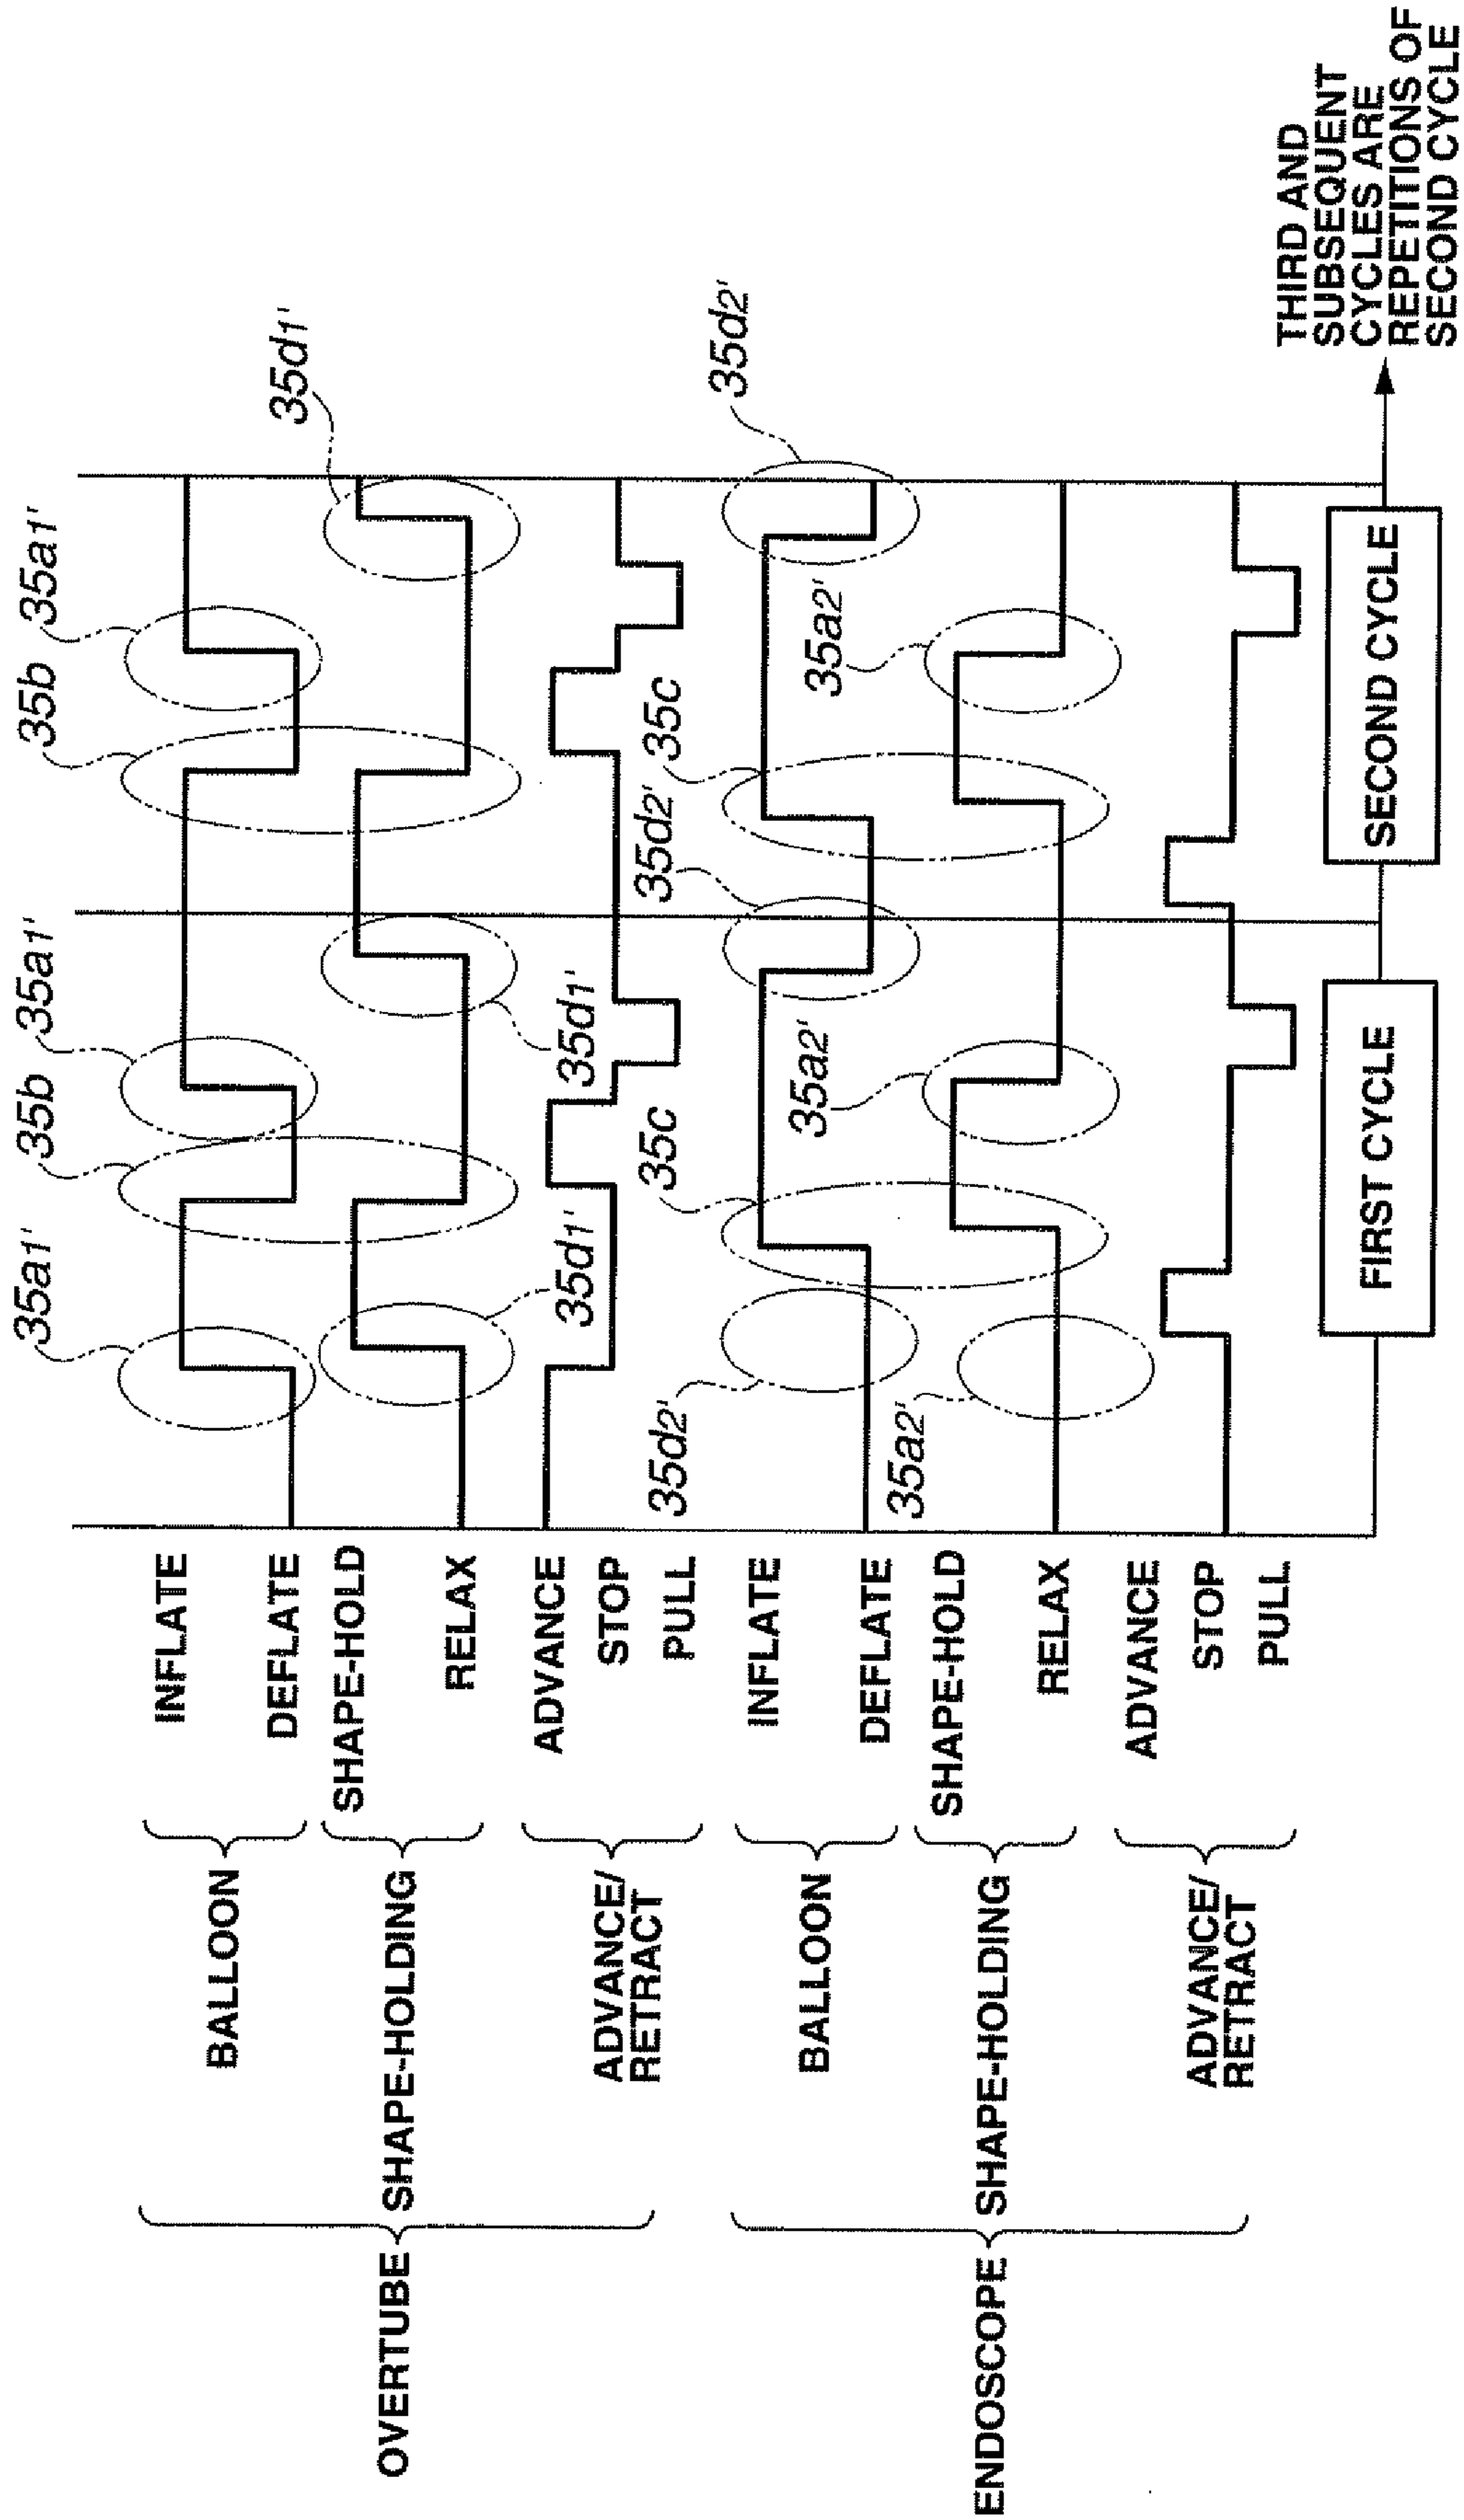 OVERTUBE
BALLOON
INFLATE
DEFLATE
SHAPE-HOLDING
SHAPE-HOLD
RELAX
ADVANCE/
RETRACT
ADVANCE
STOP
PULL
ENDOSCOPE
BALLOON
INFLATE
DEFLATE
SHAPE-HOLDING
SHAPE-HOLD
RELAX
ADVANCE/
RETRACT
ADVANCE
STOP
PULL
35a1'
35b
35a1'
35b
35a1'
35d1'
35d1'
35d1'
35d2'
35c
35d2'
35c
35d2'
35a2'
35a2'
35a2'
FIRST CYCLE
SECOND CYCLE
THIRD AND
SUBSEQUENT
CYCLES ARE
REPETITIONS OF
SECOND CYCLE